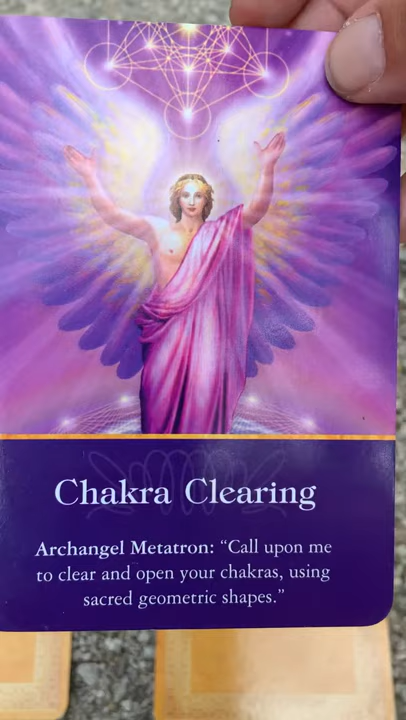 Chakra Clearing
Archangel Metatron: “Call upon me
to clear and open your chakras, using
sacred geometric shapes.”